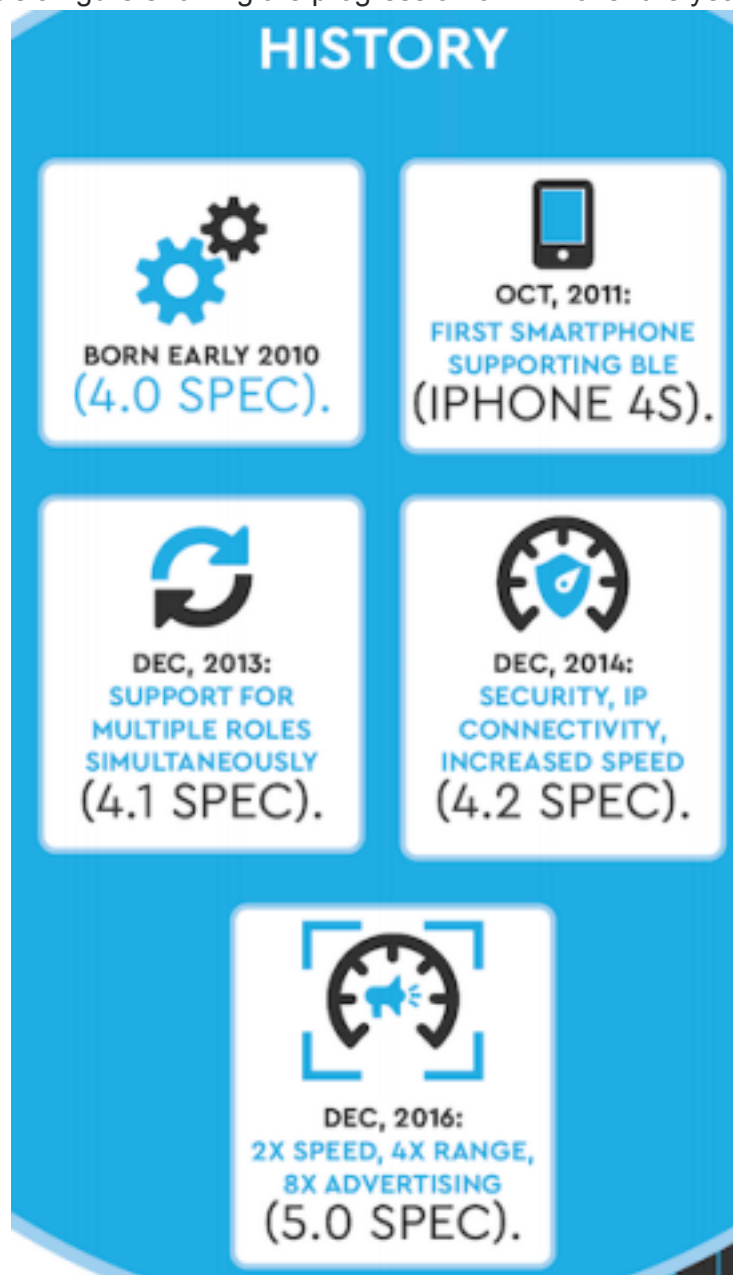 HISTORY
BORN EARLY 2010
(4.0 SPEC).
OCT, 2011:
FIRST SMARTPHONE
SUPPORTING BLE
(IPHONE 4S).
DEC, 2013:
SUPPORT FOR
MULTIPLE ROLES
SIMULTANEOUSLY
(4.1 SPEC).
DEC, 2014:
SECURITY, IP
CONNECTIVITY,
INCREASED SPEED
(4.2 SPEC).
DEC, 2016:
2X SPEED, 4X RANGE,
8X ADVERTISING
(5.0 SPEC).